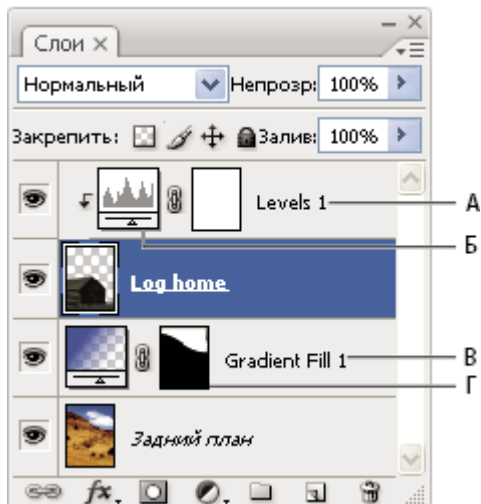 Слои ×
Нормальный Непрозр: 100%
Закрепить: Залив: 100%
Levels 1 А
Б
Log home
Gradient Fill 1 В
Г
Задний план
fx.